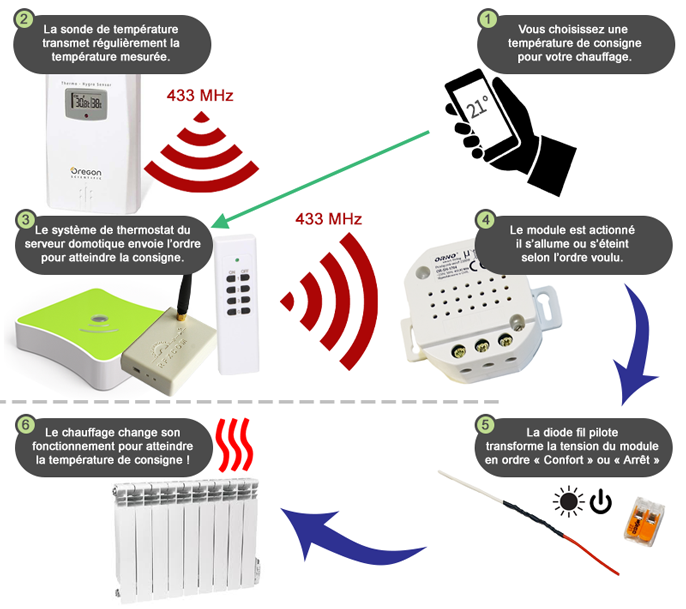 1
Vous choisissez une
température de consigne
pour votre chauffage.
21°
2
La sonde de température
transmet régulièrement la
température mesurée.
Thermo - Hygro Sensor
Oregon
SCIENTIFIC
433 MHz
3
Le système de thermostat du
serveur domotique envoie l'ordre
pour atteindre la consigne.
ON OFF
433 MHz
4
Le module est actionné
il s'allume ou s'éteint
selon l'ordre voulu.
ORNO
CE
5
La diode fil pilote
transforme la tension du module
en ordre « Confort » ou « Arrêt »
6
Le chauffage change son
fonctionnement pour atteindre
la température de consigne !